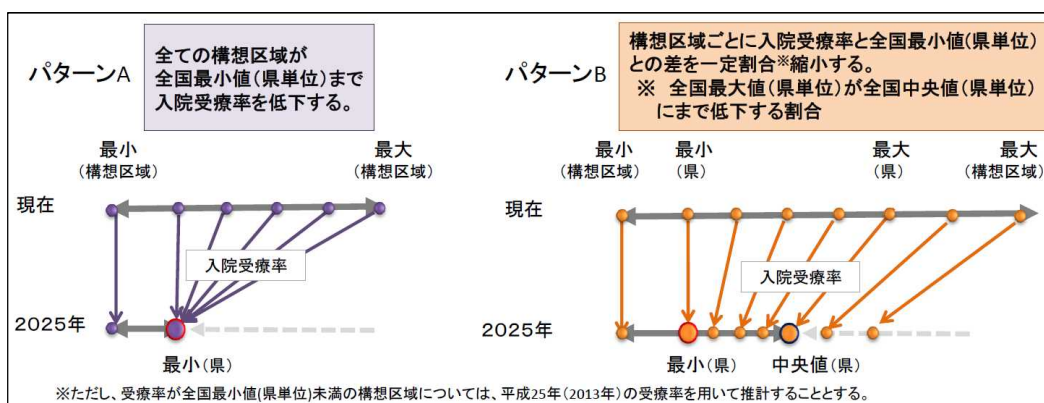 パターンA
全ての構想区域が
全国最小値(県単位)まで
入院受療率を低下する。
最小
(構想区域)
最大
(構想区域)
現在
入院受療率
2025年
最小(県)
パターンB
構想区域ごとに入院受療率と全国最小値(県単位)
との差を一定割合※縮小する。
※ 全国最大値(県単位)が全国中央値(県単位)
にまで低下する割合
最小
(構想区域)
最小
(県)
最大
(県)
最大
(構想区域)
現在
入院受療率
2025年
最小(県)
中央値(県)
※ただし、受療率が全国最小値(県単位)未満の構想区域については、平成25年(2013年)の受療率を用いて推計することとする。